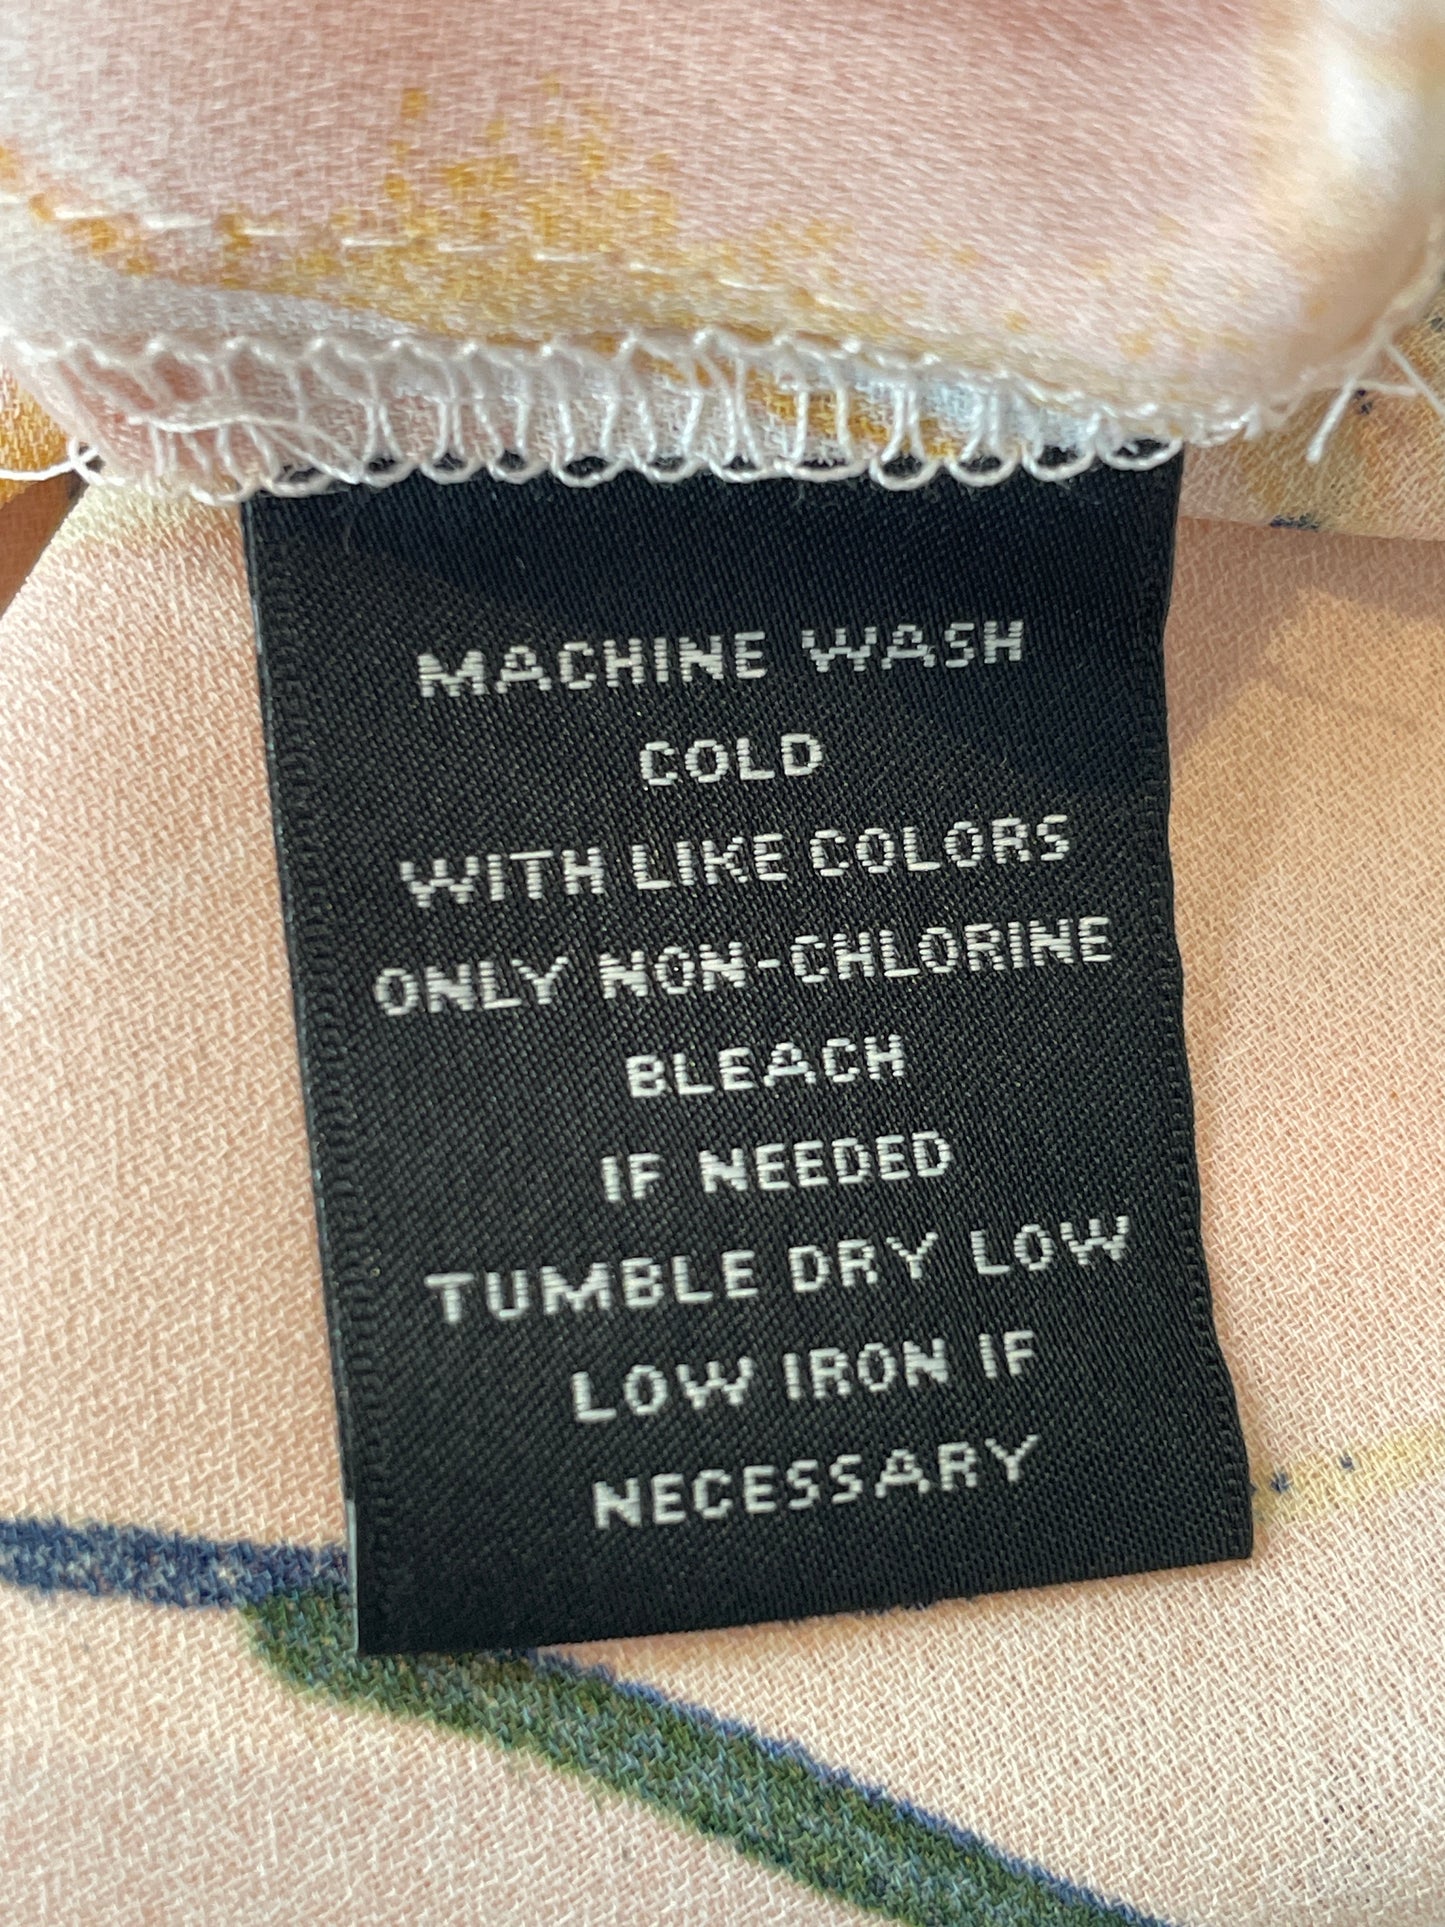 MACHINE WASH
COLD
WITH LIKE COLORS
ONLY NON-CHLORINE
BLEACH
IF NEEDED
TUMBLE DRY LOW
LOW IRON IF
NECESSARY